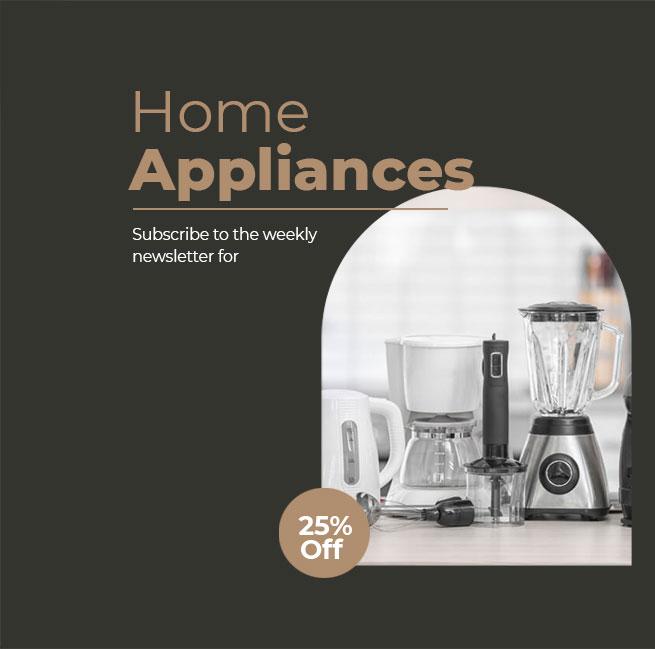 Home
Appliances
Subscribe to the weekly
newsletter for
25%
Off